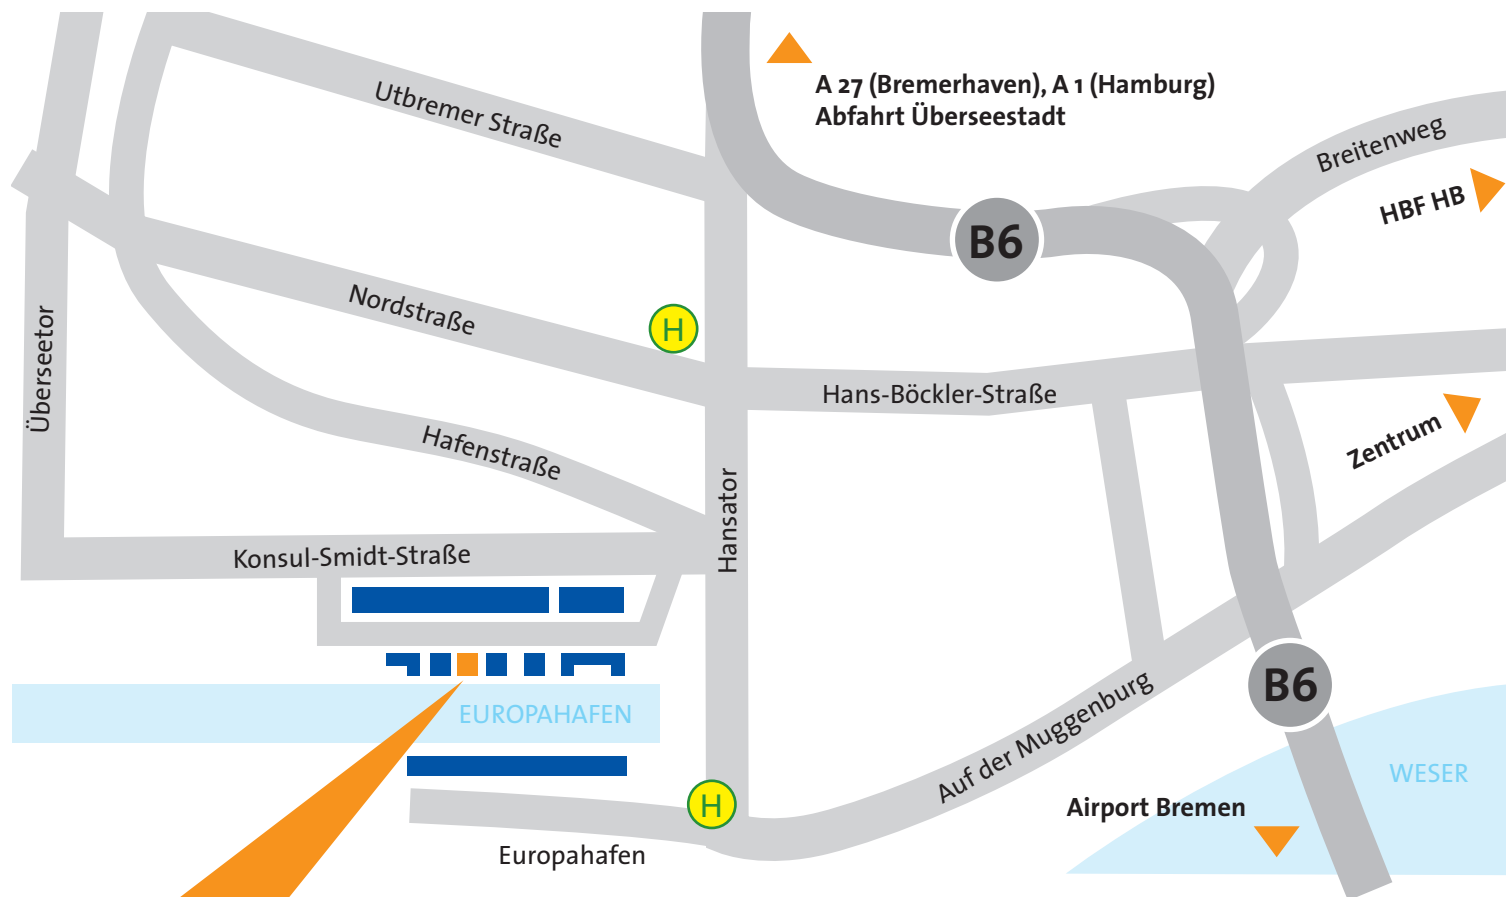 A 27 (Bremerhaven), A 1 (Hamburg)
Abfahrt Überseestadt
Utbremer Straße
Breitenweg
HBF HB
B6
Nordstraße
H
Überseetor
Hans-Böckler-Straße
Zentrum
Hafenstraße
Hansator
Konsul-Smidt-Straße
B6
EUROPAHAFEN
Auf der Muggenburg
WESER
H
Airport Bremen
Europahafen